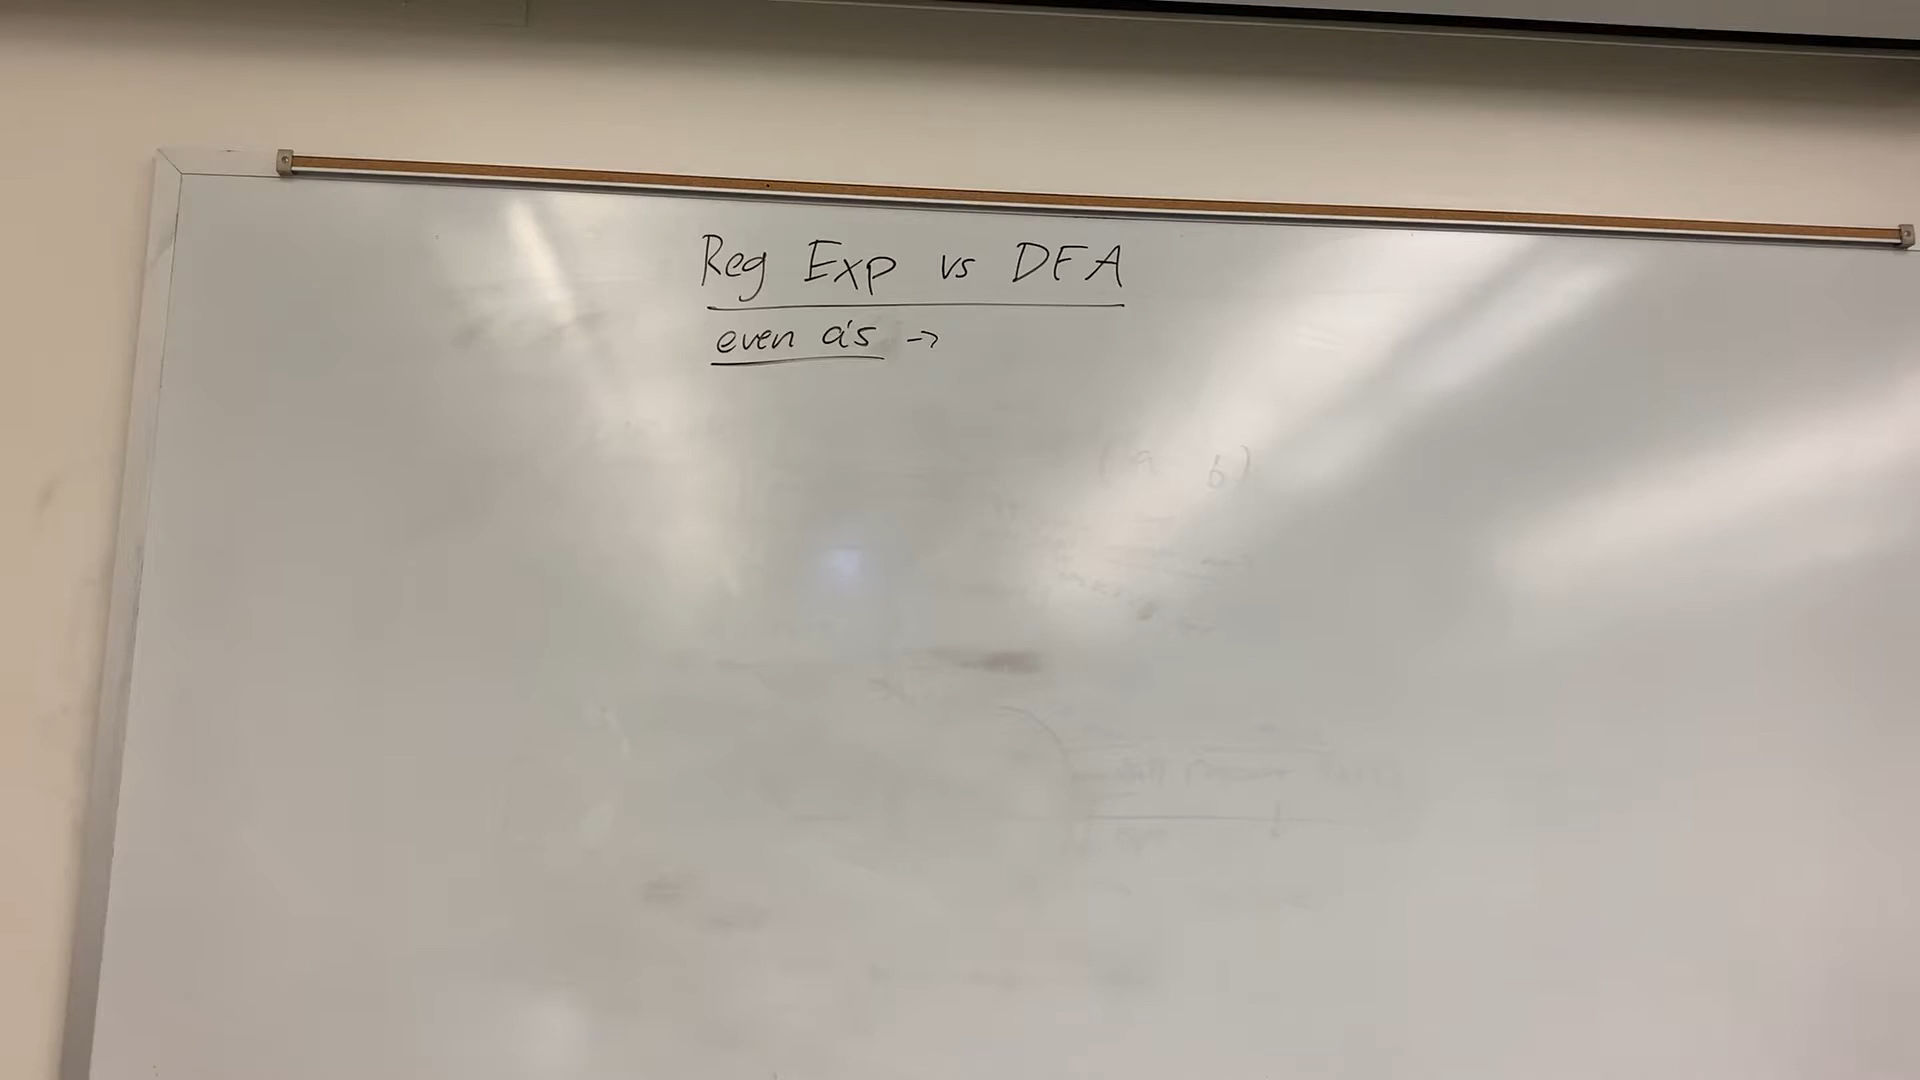 Reg Exp vs DFA
even a's →
(a b)